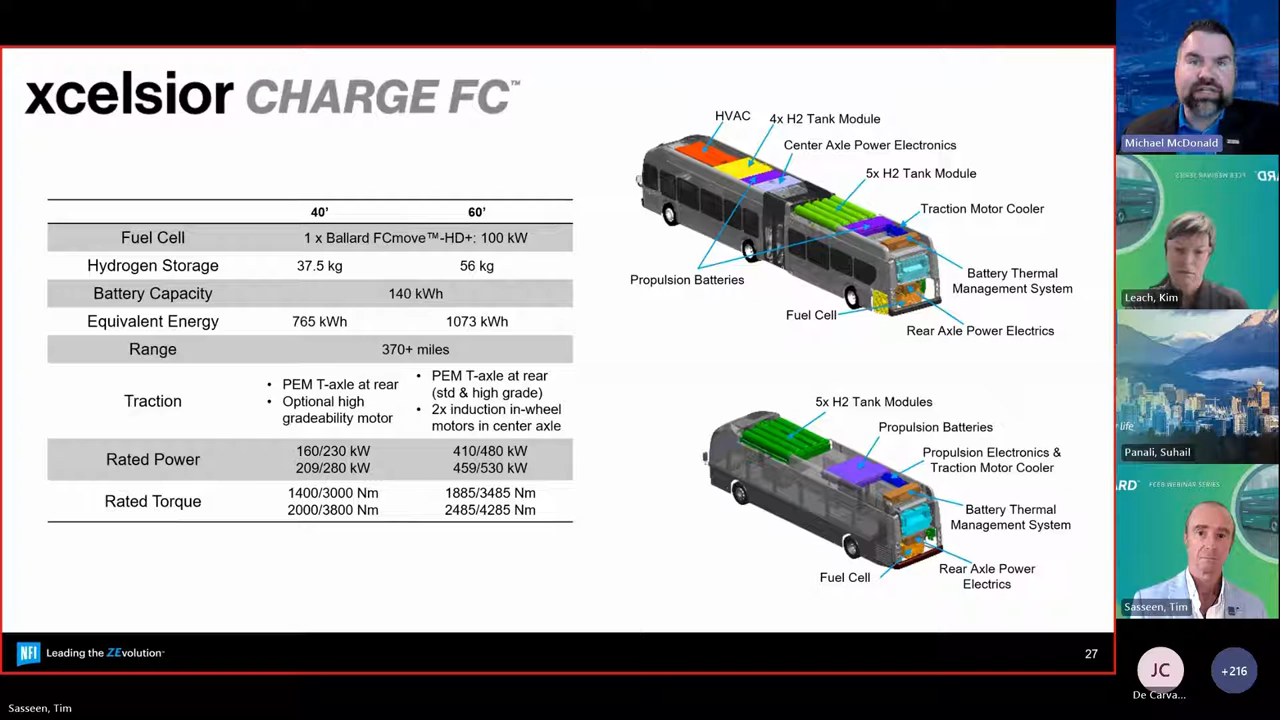 xcelsior CHARGE FC™
40’ 60’
Fuel Cell 1 x Ballard FCmove™-HD+: 100 kW
Hydrogen Storage 37.5 kg 56 kg
Battery Capacity 140 kWh
Equivalent Energy 765 kWh 1073 kWh
Range 370+ miles
Traction
• PEM T-axle at rear
• Optional high
gradeability motor
• PEM T-axle at rear
(std & high grade)
• 2x induction in-wheel
motors in center axle
Rated Power
160/230 kW 410/480 kW
209/280 kW 459/530 kW
Rated Torque
1400/3000 Nm 1885/3485 Nm
2000/3800 Nm 2485/4285 Nm
HVAC
4x H2 Tank Module
Center Axle Power Electronics
5x H2 Tank Module
Traction Motor Cooler
Propulsion Batteries
Battery Thermal
Management System
Fuel Cell
Rear Axle Power Electrics
5x H2 Tank Modules
Propulsion Batteries
Propulsion Electronics &
Traction Motor Cooler
Battery Thermal
Management System
Fuel Cell
Rear Axle Power
Electrics
NFI Leading the ZEvolution™
27
Michael McDonald
Leach, Kim
life
Panali, Suhail
FCEB WEBINAR SERIES
Sasseen, Tim
JC
De Carva...
+216
Sasseen, Tim